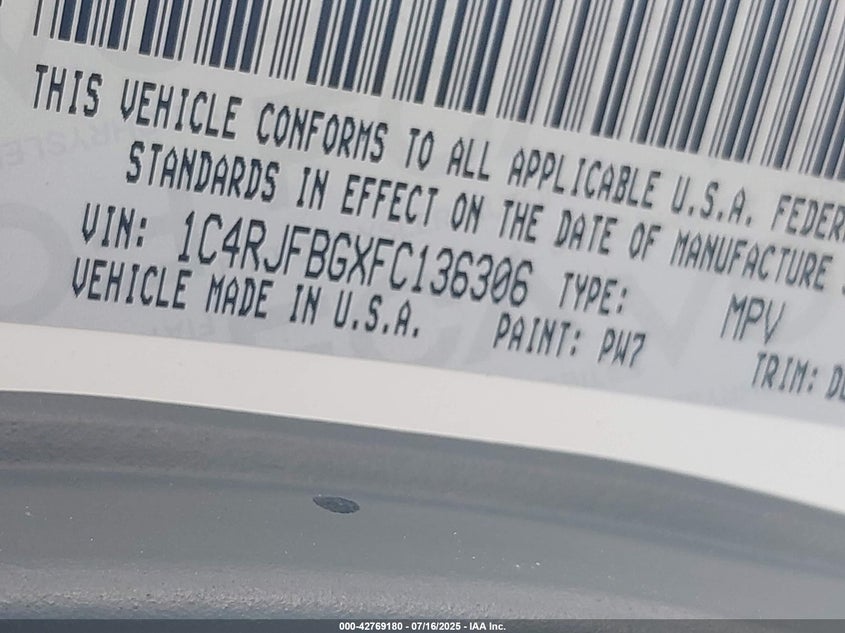 THIS VEHICLE CONFORMS TO ALL APPLICABLE U.S.A.
STANDARDS IN EFFECT ON THE DATE OF MANUFACTURE
VIN: 1C4RJFBGXFC136306 TYPE: MPV
VEHICLE MADE IN U.S.A. PAINT: PW7 TRIM:
000-42769180 - 07/16/2025 - IAA Inc.